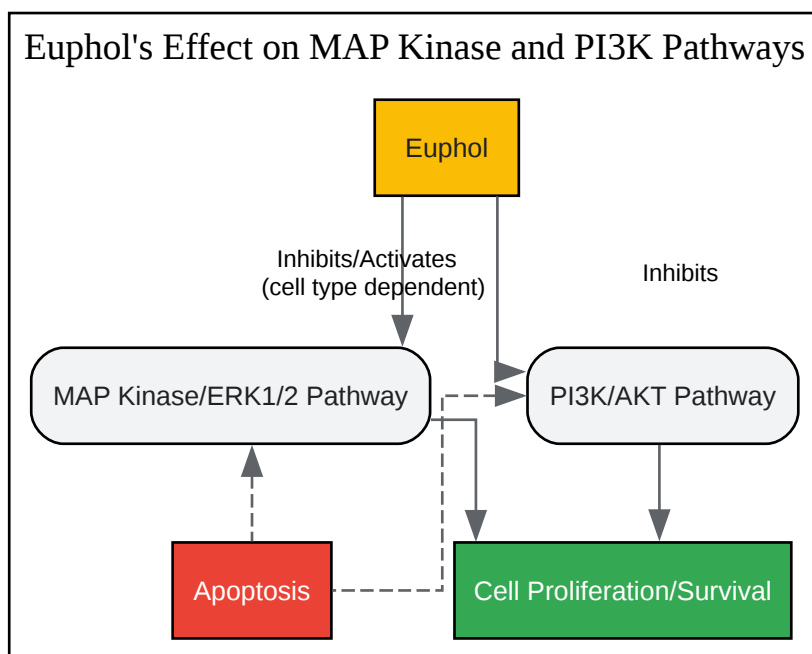 Euphol's Effect on MAP Kinase and PI3K Pathways
Euphol
Inhibits/Activates
(cell type dependent)
Inhibits
MAP Kinase/ERK1/2 Pathway
PI3K/AKT Pathway
Apoptosis
Cell Proliferation/Survival